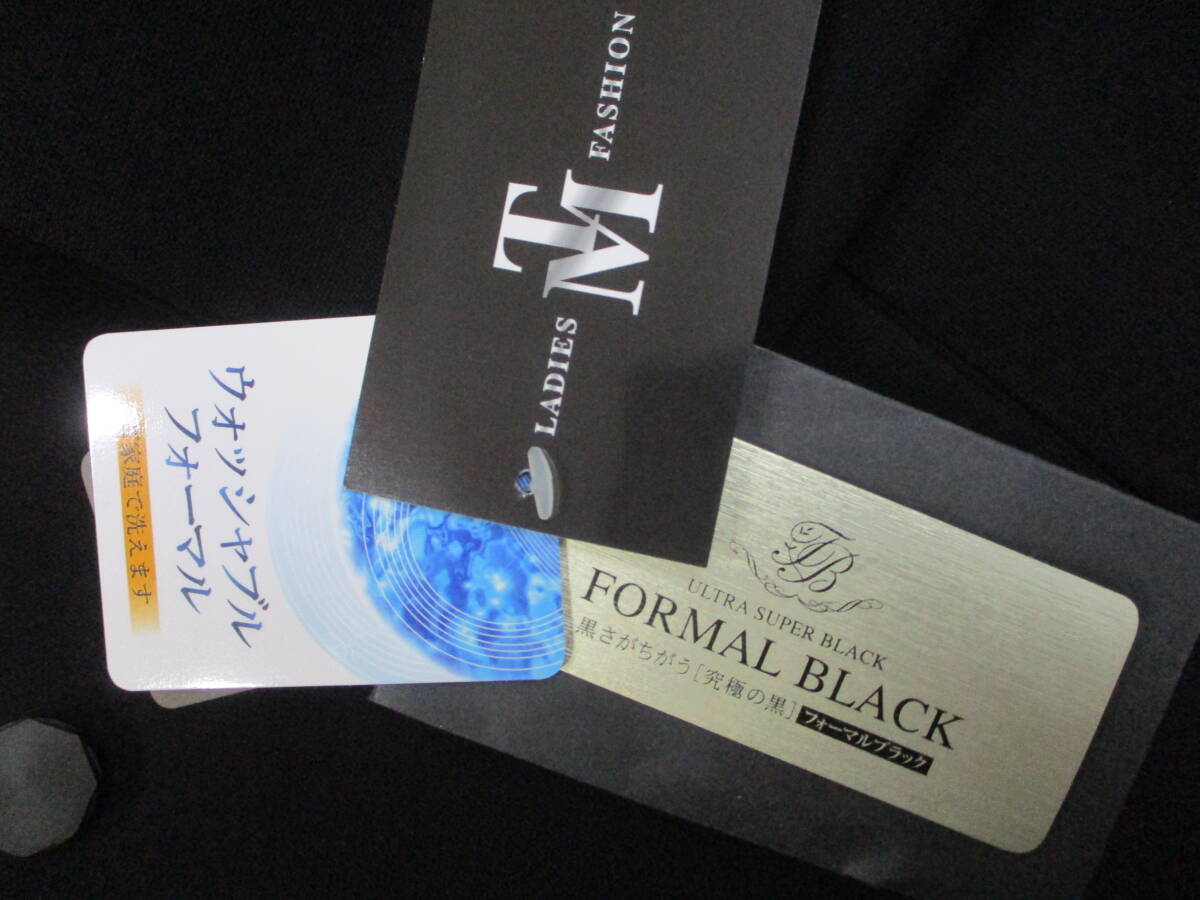 LADIES TM FASHION
ウオッシャブル
フォーマル
家庭で洗えます
ULTRA SUPER BLACK
FORMAL BLACK
黒さがちがう[究極の黒]
フォーマルブラック